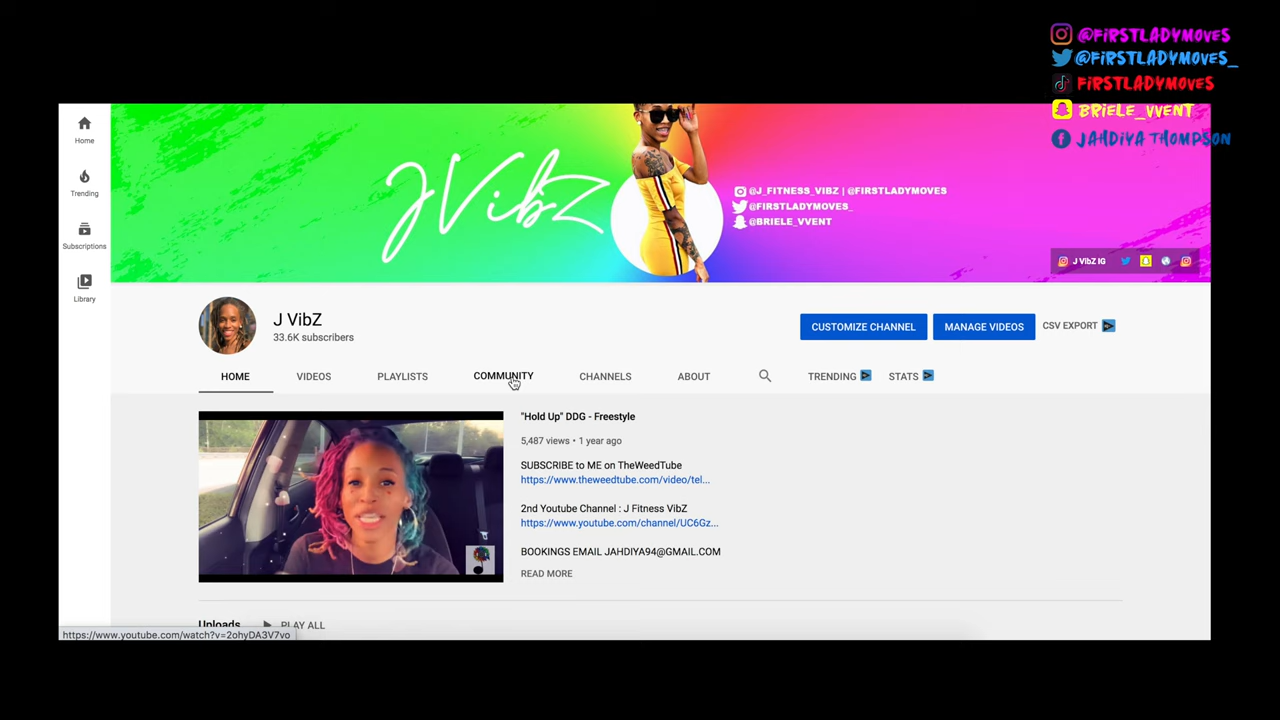 @FIRSTLADYMOVES
@FIRSTLADYMOVES_
FIRSTLADYMOVES
BRIELE_VVENT
JAHDIYA THOMPSON
Home
Trending
Subscriptions
Library
JVibZ
@J_FITNESS_VIBZ | @FIRSTLADYMOVES
@FIRSTLADYMOVES_
@BRIELE_VVENT
J VibZ IG
J VibZ
33.6K subscribers
CUSTOMIZE CHANNEL MANAGE VIDEOS CSV EXPORT
HOME VIDEOS PLAYLISTS COMMUNITY CHANNELS ABOUT TRENDING STATS
"Hold Up" DDG - Freestyle
5,487 views • 1 year ago
SUBSCRIBE to ME on TheWeedTube
https://www.theweedtube.com/video/tel...
2nd Youtube Channel : J Fitness VibZ
https://www.youtube.com/channel/UC6Gz...
BOOKINGS EMAIL JAHDIYA94@GMAIL.COM
READ MORE
Uploads PLAY ALL
https://www.youtube.com/watch?v=2ohyDA3V7vo